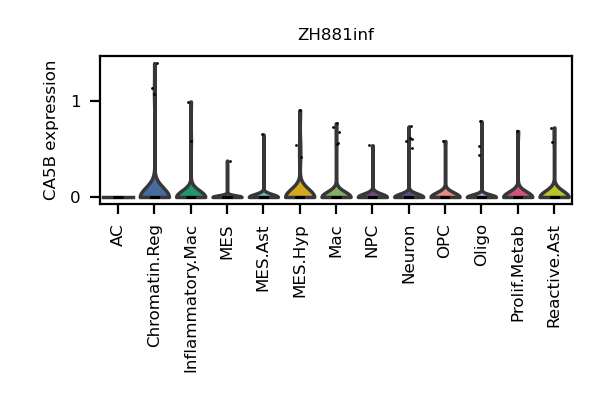 ZH881inf
CA5B expression
1
0
AC
Chromatin.Reg
Inflammatory.Mac
MES
MES.Ast
MES.Hyp
Mac
NPC
Neuron
OPC
Oligo
Prolif.Metab
Reactive.Ast